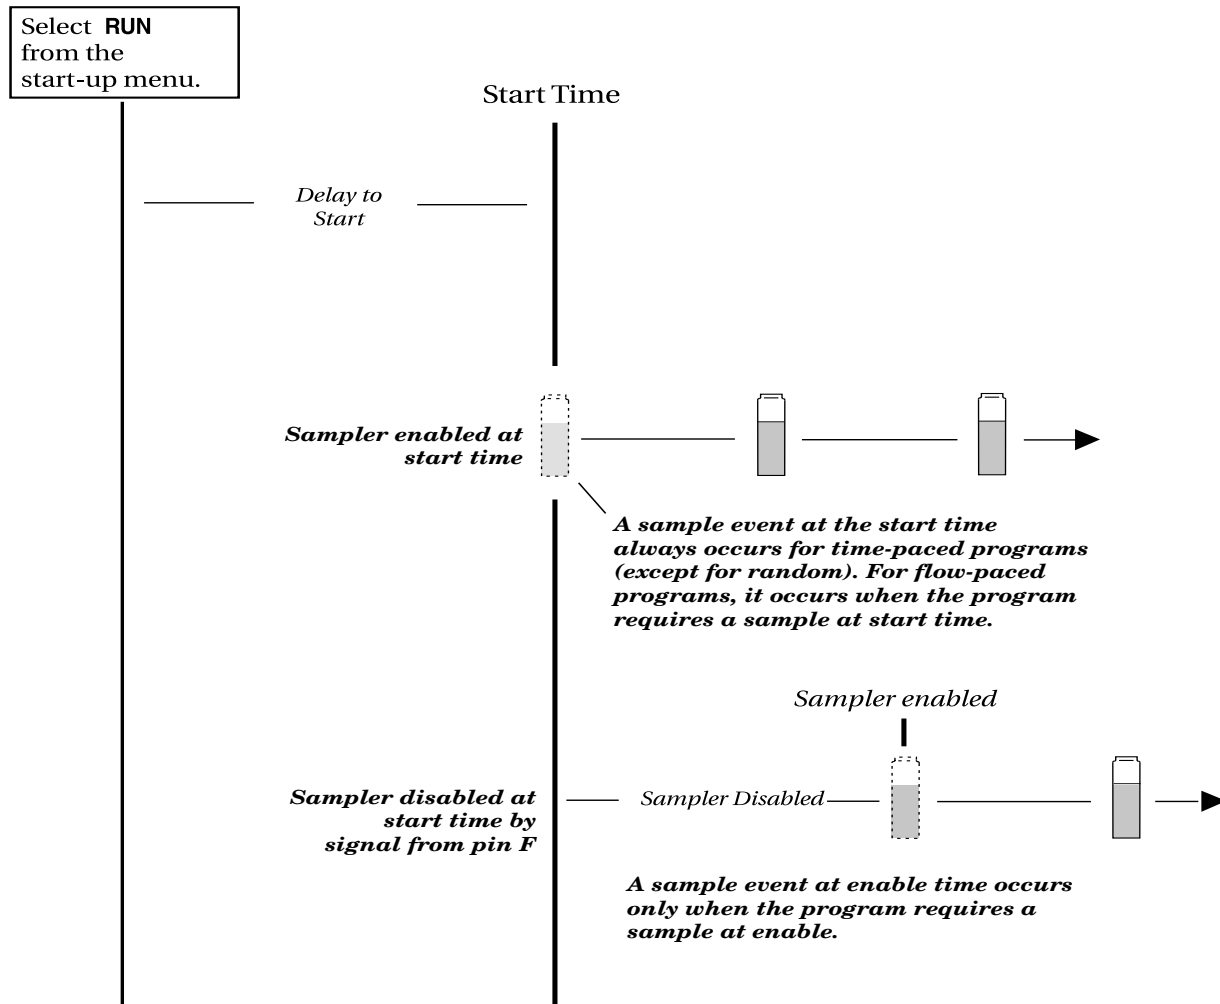 Select RUN
from the
start-up menu.
Start Time
Delay to
Start
Sampler enabled at
start time
A sample event at the start time
always occurs for time-paced programs
(except for random). For flow-paced
programs, it occurs when the program
requires a sample at start time.
Sampler enabled
Sampler disabled at
start time by
signal from pin F
Sampler Disabled
A sample event at enable time occurs
only when the program requires a
sample at enable.